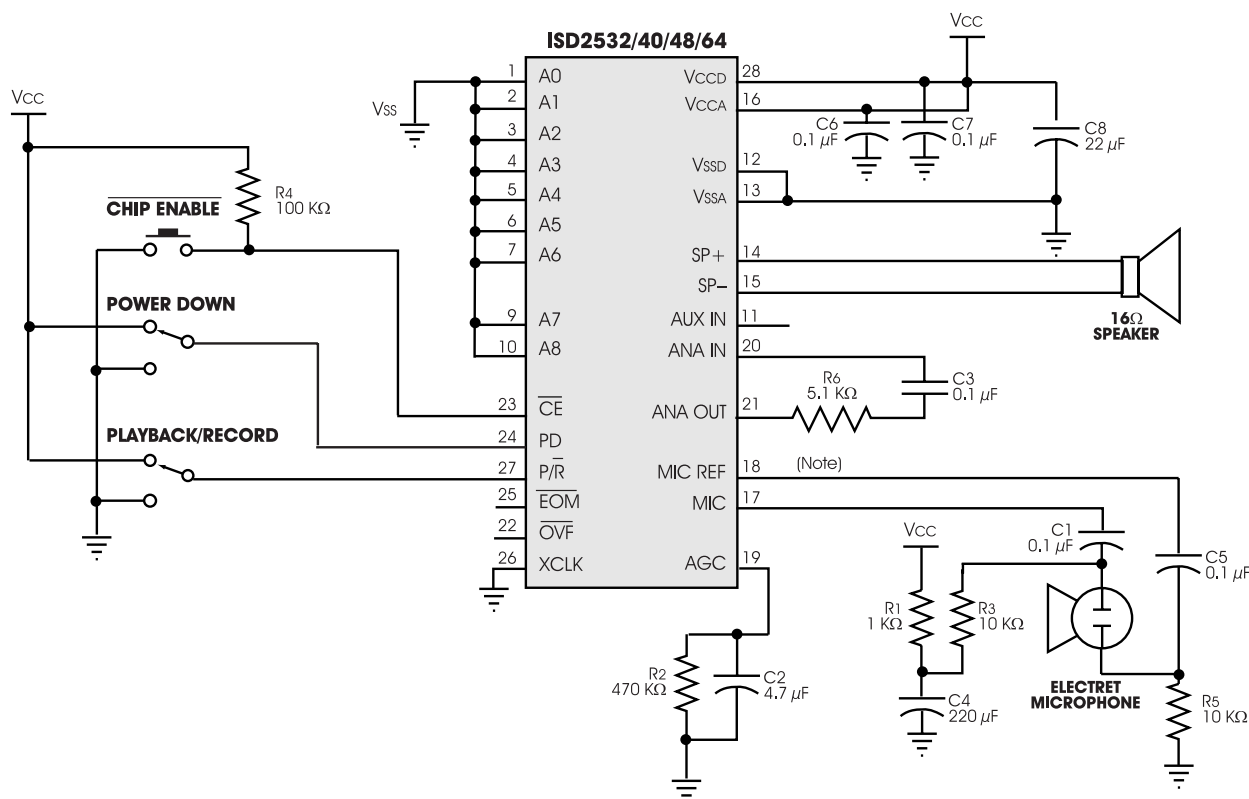 ISD2532/40/48/64
VCC
VCC
VSS
CHIP ENABLE
R4
100 KΩ
POWER DOWN
PLAYBACK/RECORD
1 A0
2 A1
3 A2
4 A3
5 A4
6 A5
7 A6
9 A7
10 A8
23 CE
24 PD
27 P/R
25 EOM
22 OVF
26 XCLK
VCCD 28
VCCA 16
VSSD 12
VSSA 13
SP+ 14
SP– 15
AUX IN 11
ANA IN 20
ANA OUT 21
MIC REF 18
MIC 17
AGC 19
C6
0.1 µF
C7
0.1 µF
C8
22 µF
16Ω
SPEAKER
R6
5.1 KΩ
C3
0.1 µF
(Note)
VCC
C1
0.1 µF
C5
0.1 µF
R1
1 KΩ
R3
10 KΩ
R2
470 KΩ
C2
4.7 µF
C4
220 µF
ELECTRET
MICROPHONE
R5
10 KΩ